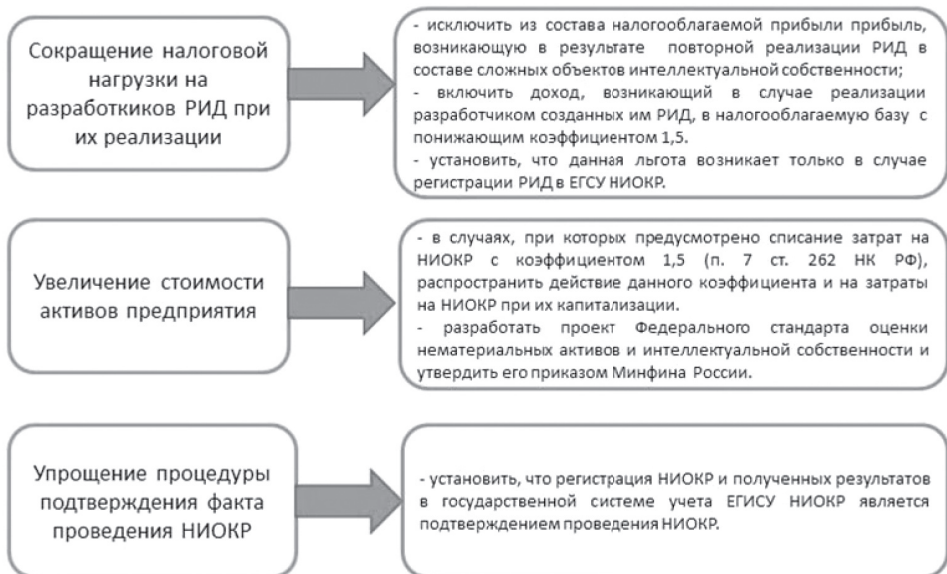 Сокращение налоговой
нагрузки на
разработкиков РИД при
их реализации
- исключить из состава налогооблагаемой прибыли прибыль,
возникающую в результате повторной реализации РИД в
составе сложных объектов интеллектуальной собственности;
- включить доход, возникающий в случае реализации
разработчиком созданных им РИД, в налогооблагаемую базу с
понижающим коэффициентом 1,5.
- установить, что данная льгота возникает только в случае
регистрации РИД в ЕГСУ НИОКР.
Увеличение стоимости
активов предприятия
- в случаях, при которых предусмотрено списание затрат на
НИОКР с коэффициентом 1,5 (п. 7 ст. 262 НК РФ),
распространить действие данного коэффициента и на затраты
на НИОКР при их капитализации.
- разработать проект Федерального стандарта оценки
нематериальных активов и интеллектуальной собственности и
утвердить его приказом Минфина России.
Упрощение процедуры
подтверждения факта
проведения НИОКР
- установить, что регистрация НИОКР и полученных результатов
в государственной системе учета ЕГИСУ НИОКР является
подтверждением проведения НИОКР.